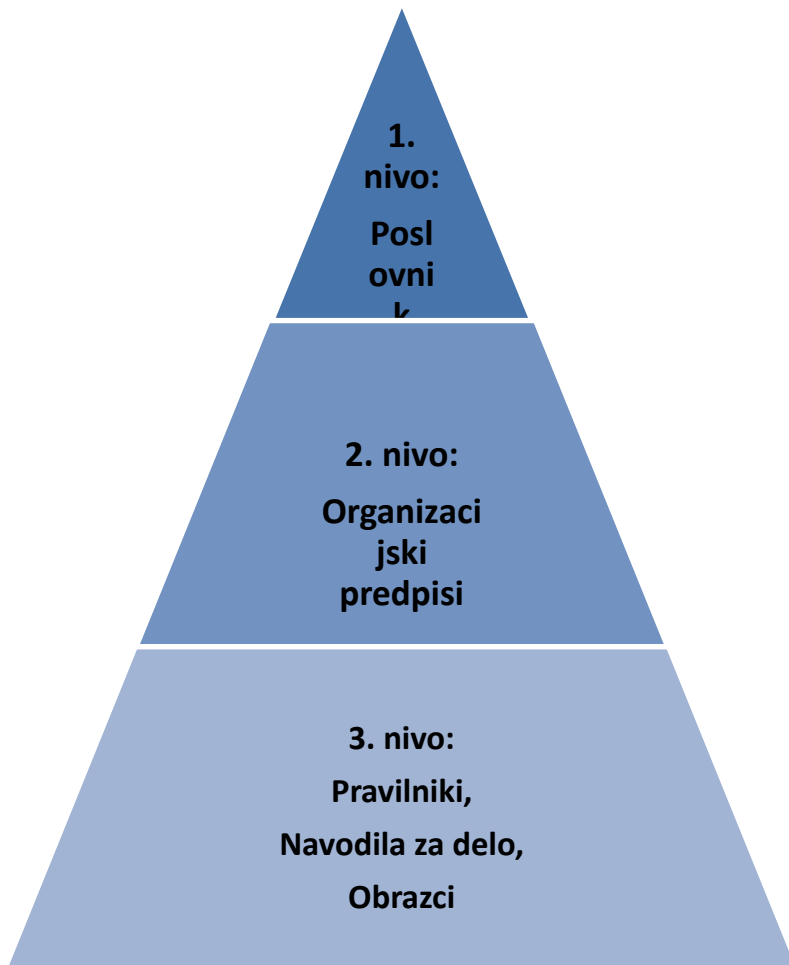 1.
nivo:
Posl
ovni
k
2. nivo:
Organizaci
jski
predpisi
3. nivo:
Pravilniki,
Navodila za delo,
Obrazci